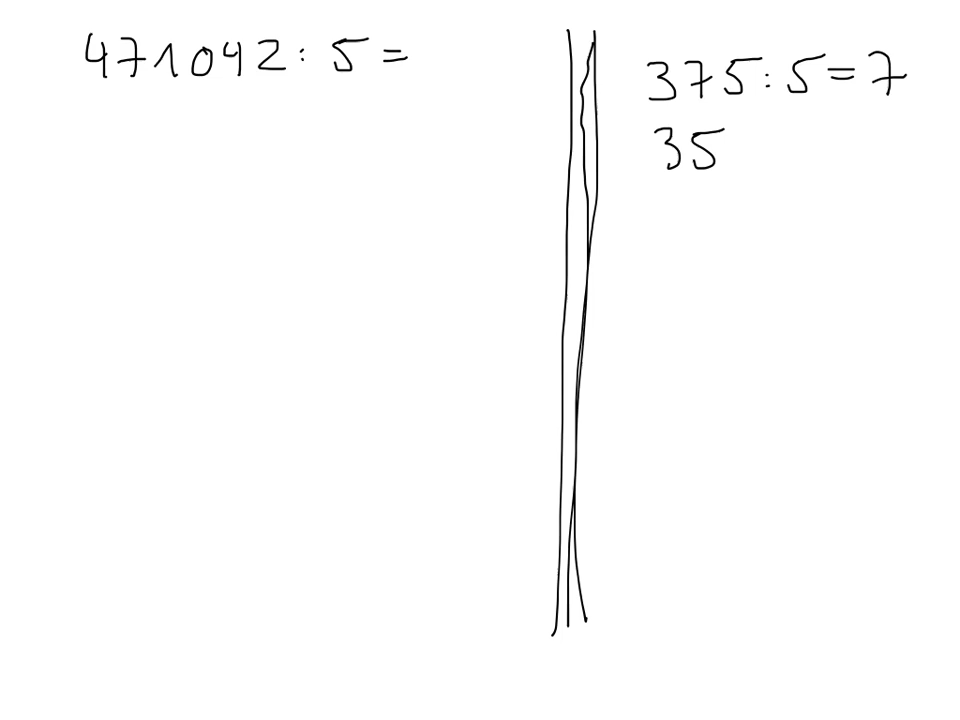 471042 : 5 =
375 : 5 = 7
35